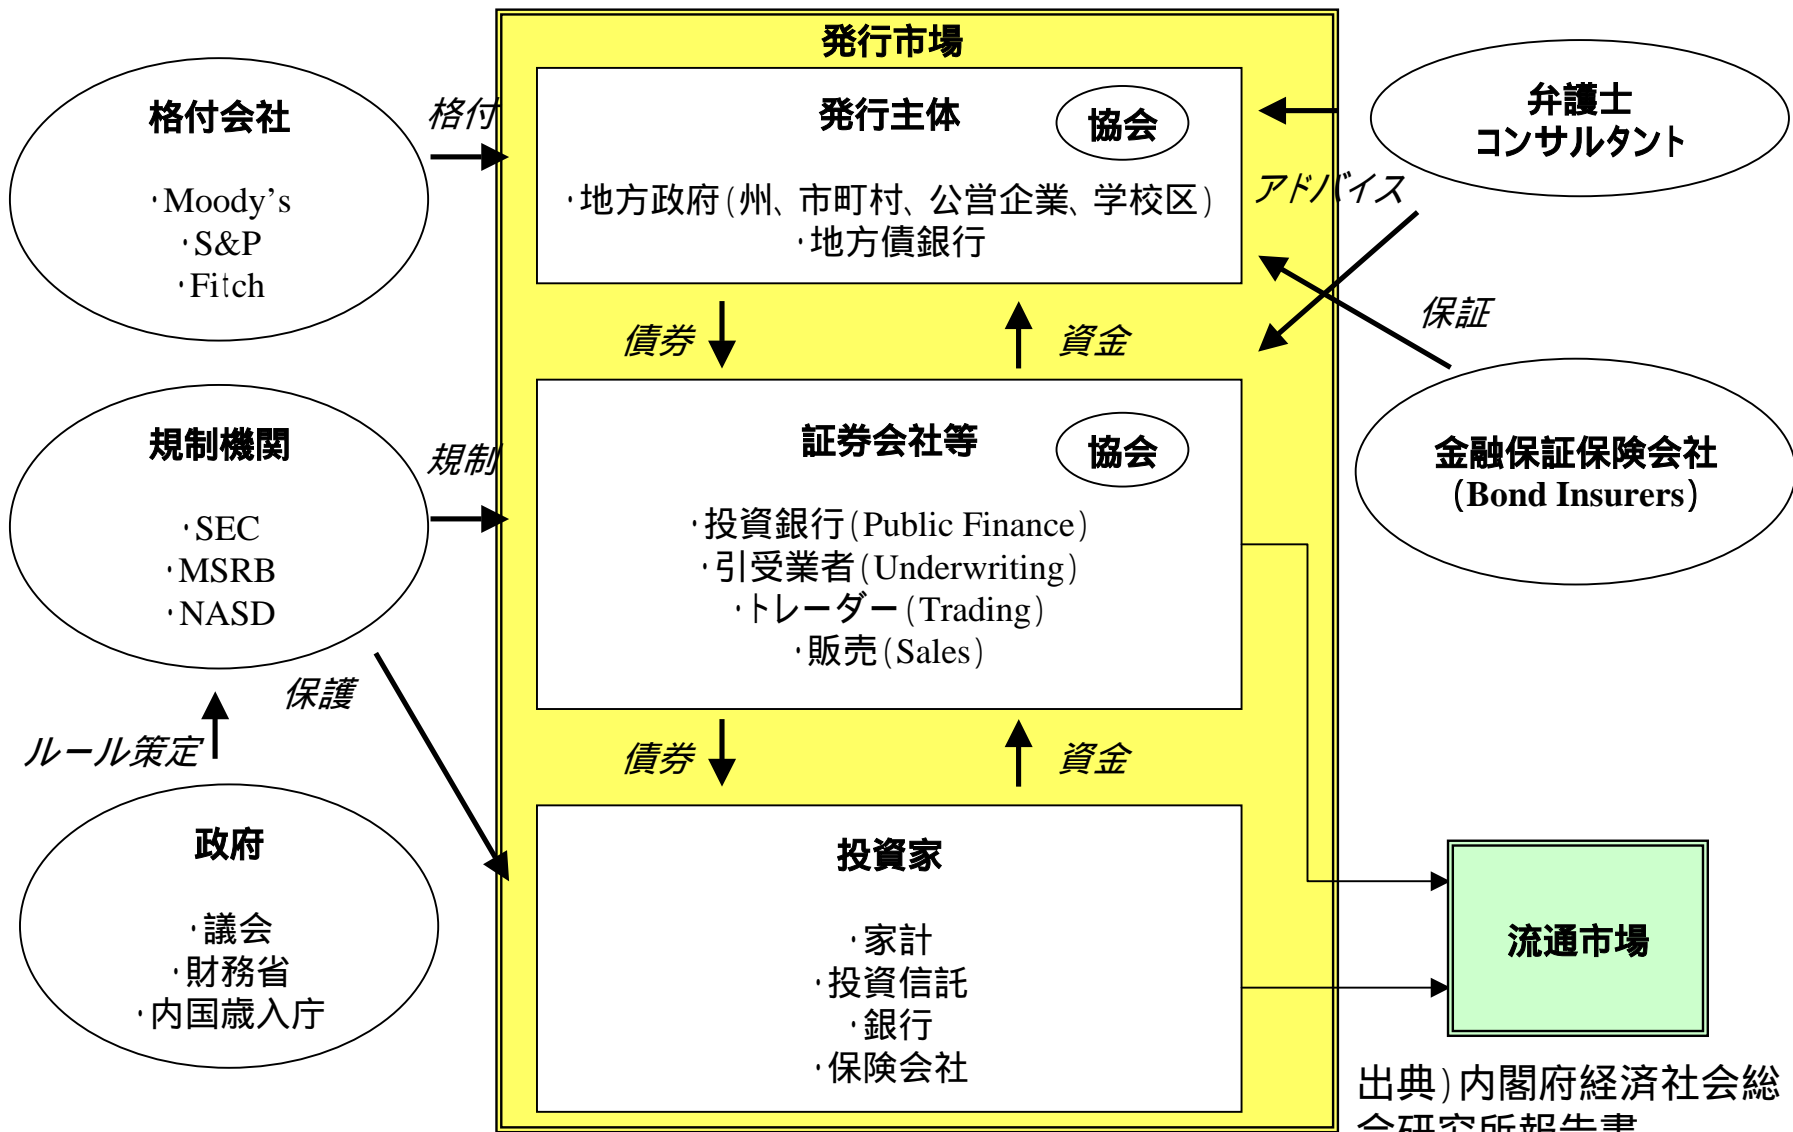 発行市場
格付会社
・Moody's
・S&P
・Fitch
格付
発行主体
協会
・地方政府(州、市町村、公営企業、学校区)
・地方債銀行
弁護士
コンサルタント
アドバイス
債券
資金
保証
規制機関
・SEC
・MSRB
・NASD
規制
証券会社等
協会
・投資銀行(Public Finance)
・引受業者(Underwriting)
・トレーダー(Trading)
・販売(Sales)
金融保証保険会社
(Bond Insurers)
保護
ルール策定
債券
資金
政府
・議会
・財務省
・内国歳入庁
投資家
・家計
・投資信託
・銀行
・保険会社
流通市場
出典)内閣府経済社会総
合研究所報告書